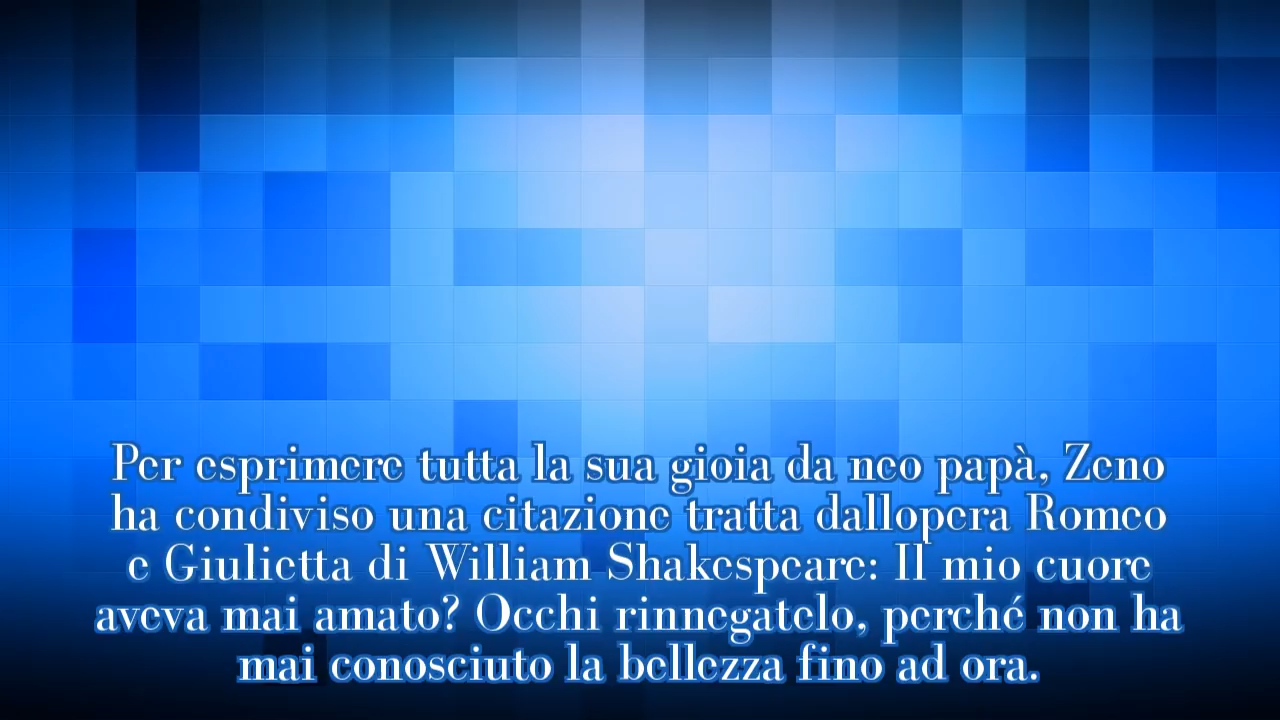 Per esprimere tutta la sua gioia da neo papà, Zeno
ha condiviso una citazione tratta dallopera Romeo
e Giulietta di William Shakespeare: Il mio cuore
aveva mai amato? Occhi rinnegatelo, perché non ha
mai conosciuto la bellezza fino ad ora.